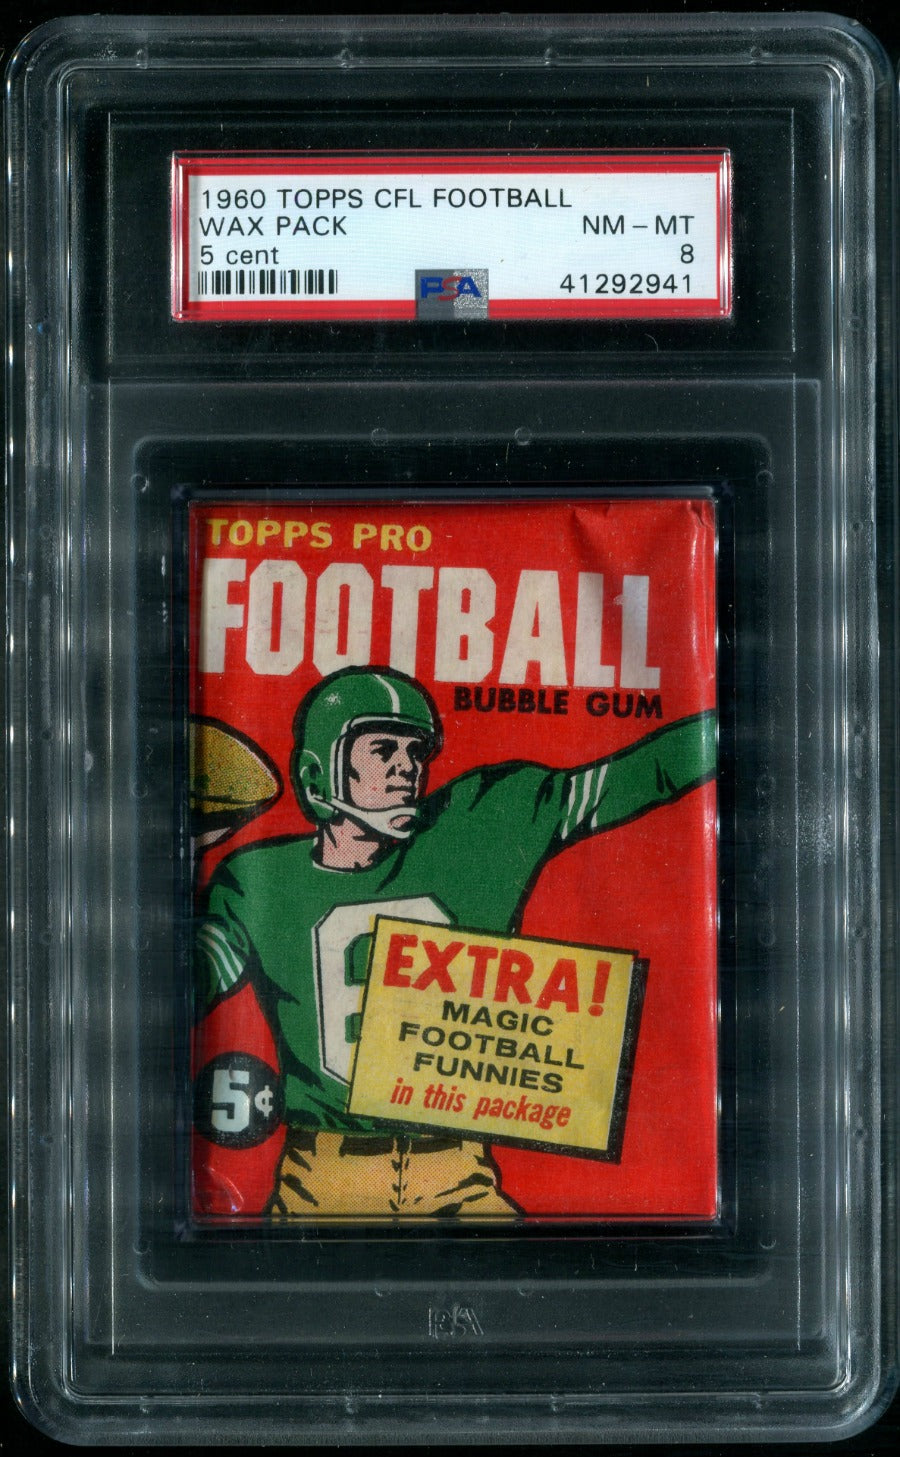 1960 TOPPS CFL FOOTBALL
WAX PACK NM - MT
5 cent 8
PSA 41292941
TOPPS PRO
FOOTBALL
BUBBLE GUM
EXTRA!
MAGIC
FOOTBALL
FUNNIES
in this package
5¢
PSA